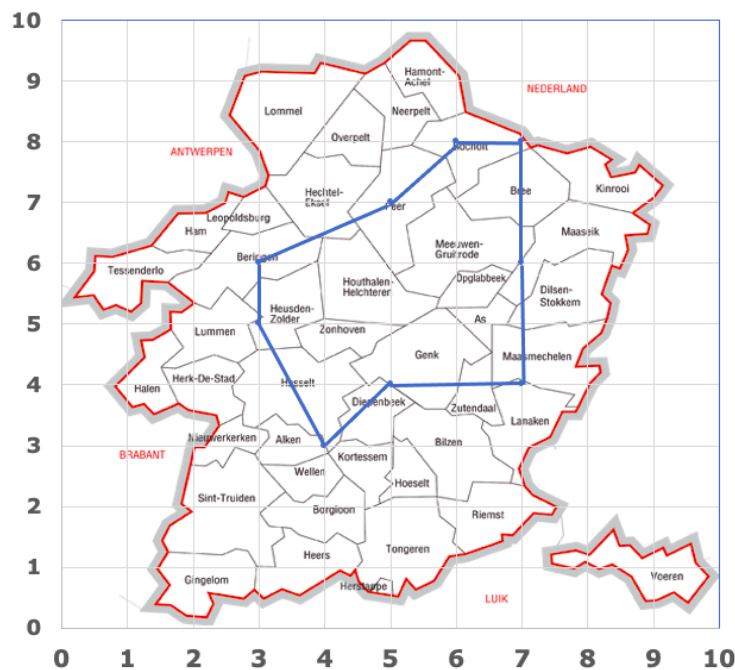 10
9
8
7
6
5
4
3
2
1
0
0 1 2 3 4 5 6 7 8 9 10
NEDERLAND
ANTWERPEN
BRABANT
LUIK
Hamont-
Achel
Lommel
Neerpelt
Overpelt
Bocholt
Hechtel-
Eksel
Peer
Bree
Kinrooi
Leopoldsburg
Ham
Maaseik
Beringen
Meeuwen-
Gruitrode
Tessenderlo
Houthalen-
Helchteren
Opglabbeek
Dilsen-
Stokkem
Heusden-
Zolder
As
Lummen
Zonhoven
Genk
Maasmechelen
Halen
Herk-De-Stad
Hasselt
Diepenbeek
Zutendaal
Lanaken
Nieuwerkerken
Alken
Bilzen
Kortessem
Wellen
Hoeselt
Sint-Truiden
Borgloon
Riemst
Heers
Tongeren
Gingelom
Herstappe
Voeren